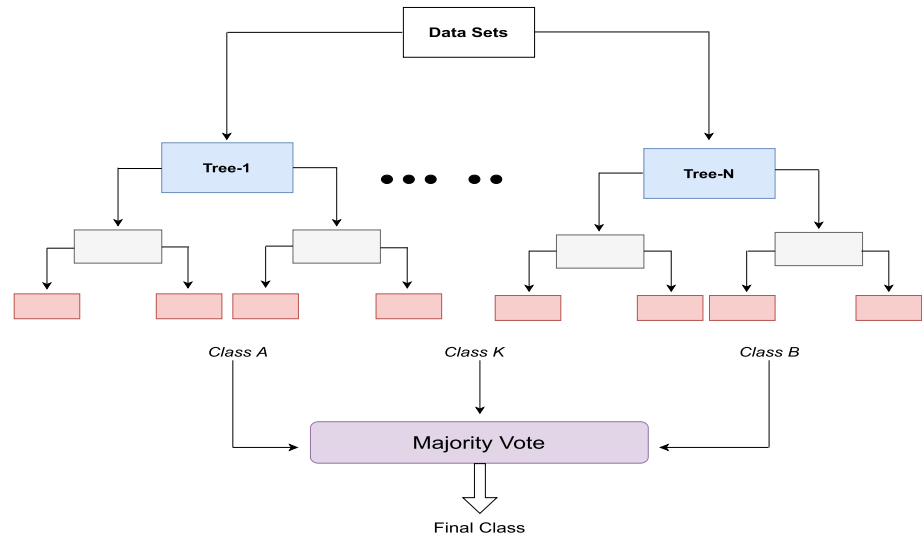 Data Sets
Tree-1
Tree-N
Class A
Class K
Class B
Majority Vote
Final Class